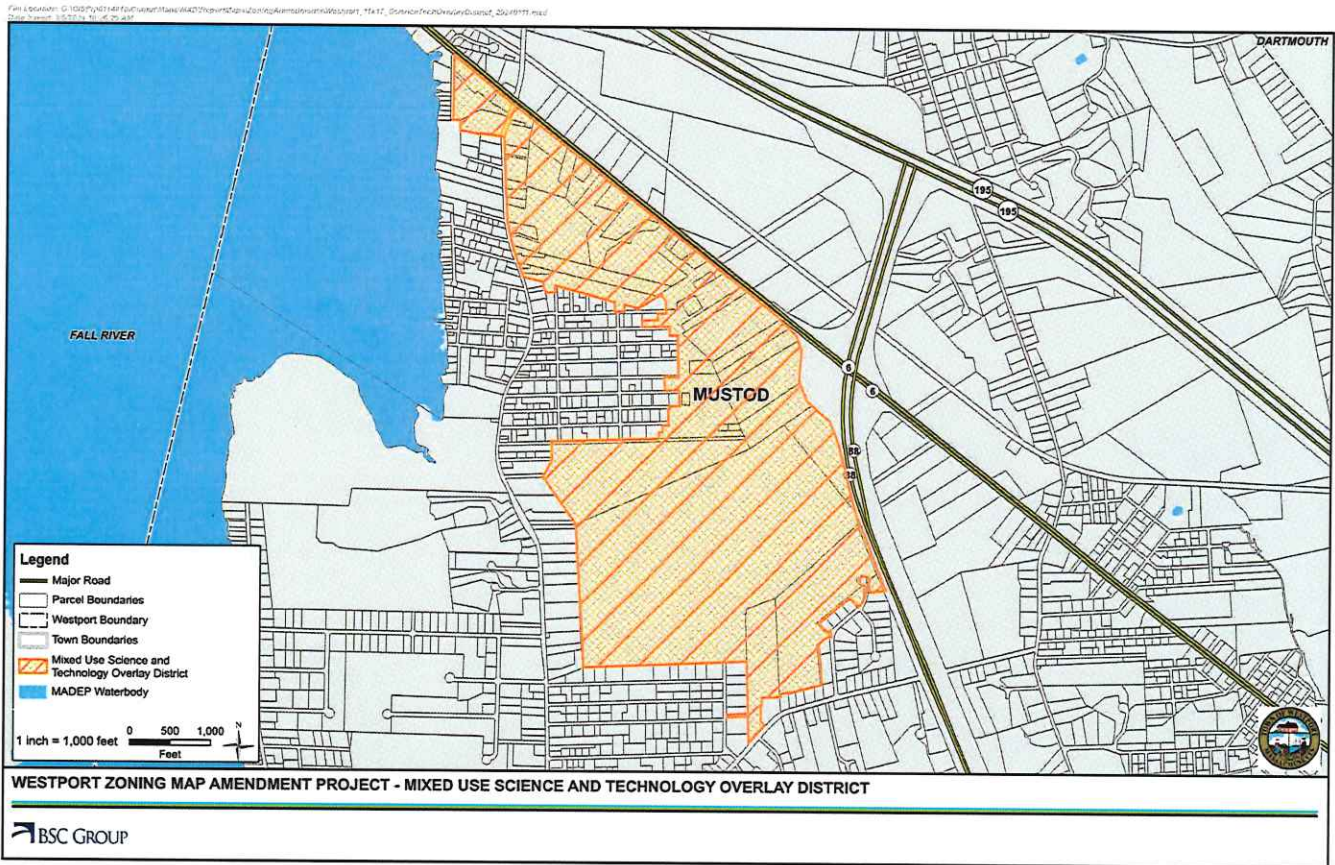 DARTMOUTH
195
195
FALL RIVER
6
6
MUSTOD
88
88
Legend
Major Road
Parcel Boundaries
Westport Boundary
Town Boundaries
Mixed Use Science and
Technology Overlay District
MADEP Waterbody
1 inch = 1,000 feet 0 500 1,000
Feet
N
WESTPORT ZONING MAP AMENDMENT PROJECT - MIXED USE SCIENCE AND TECHNOLOGY OVERLAY DISTRICT
BSC GROUP